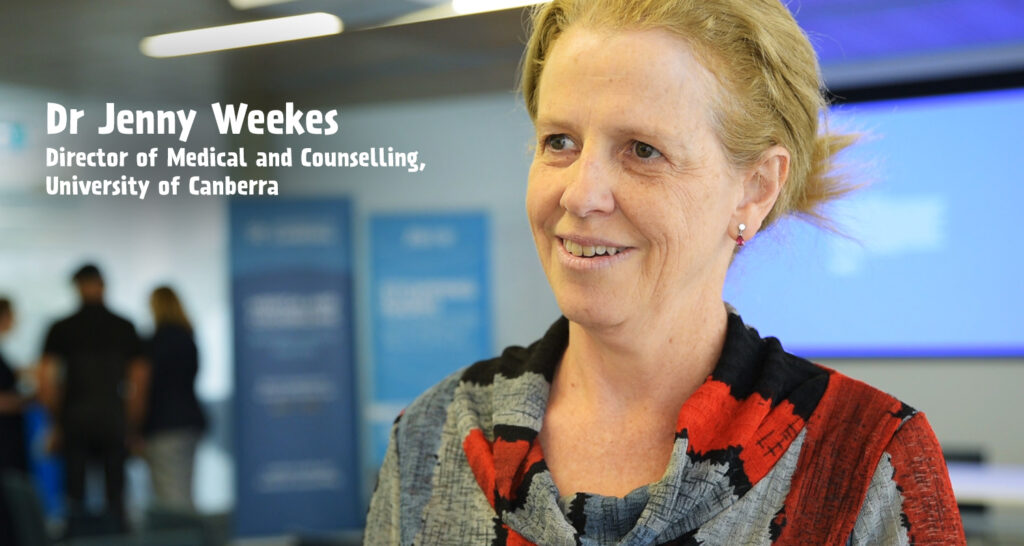 Dr Jenny Weekes
Director of Medical and Counselling,
University of Canberra